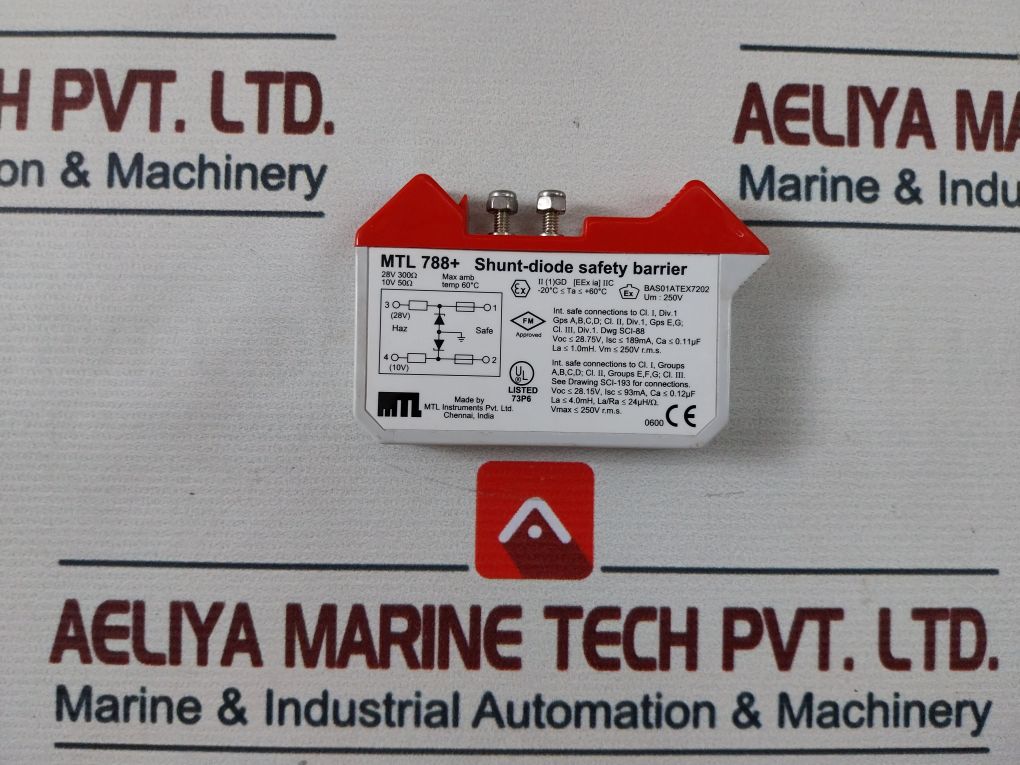 H PVT. LTD.
on & Machinery
AELIYA MA
Marine & Indu
MTL 788+ Shunt-diode safety barrier
28V 300Ω
10V 50Ω
Max amb
temp 60°C
3
1
(28V)
Haz
Safe
4
2
(10V)
Ex
II (1)GD [EEx ia] IIC
-20°C ≤ Ta ≤ +60°C
Ex
BAS01ATEX7202
Um : 250V
FM
Approved
Int. safe connections to Cl. I, Div.1
Gps A,B,C,D; Cl. II, Div.1, Gps E,G;
Cl. III, Div.1. Dwg SCI-88
Voc ≤ 28.75V, Isc ≤ 189mA, Ca ≤ 0.11µF
La ≤ 1.0mH. Vm ≤ 250V r.m.s.
UL
LISTED
73P6
Int. safe connections to Cl. I, Groups
A,B,C,D; Cl. II, Groups E,F,G; Cl. III.
See Drawing SCI-193 for connections.
Voc ≤ 28.15V, Isc ≤ 93mA, Ca ≤ 0.12µF
La ≤ 4.0mH, La/Ra ≤ 24µH/Ω.
Vmax ≤ 250V r.m.s.
MTL
Made by
MTL Instruments Pvt. Ltd.
Chennai, India
0600 CE
AELIYA MARINE TECH PVT. LTD.
Marine & Industrial Automation & Machinery